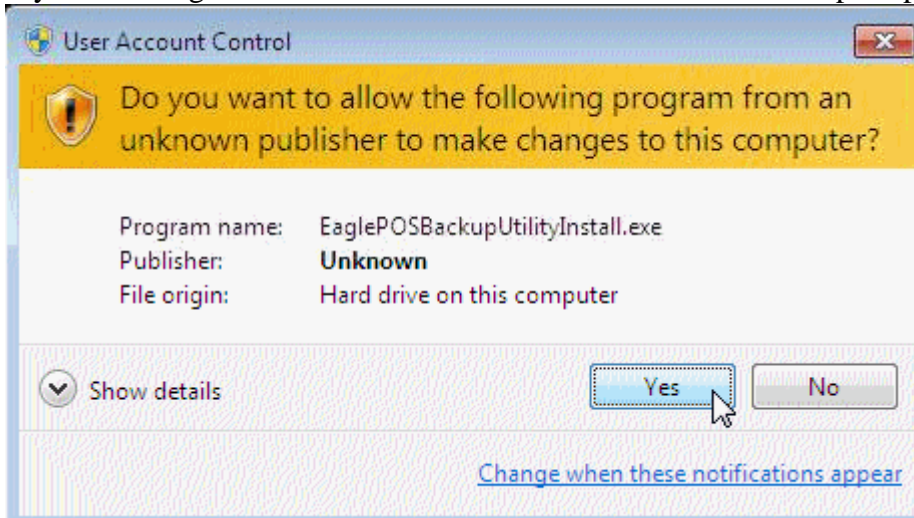 User Account Control
Do you want to allow the following program from an
unknown publisher to make changes to this computer?
Program name: EaglePOSBackupUtilityInstall.exe
Publisher: Unknown
File origin: Hard drive on this computer
Show details
Yes
No
Change when these notifications appear